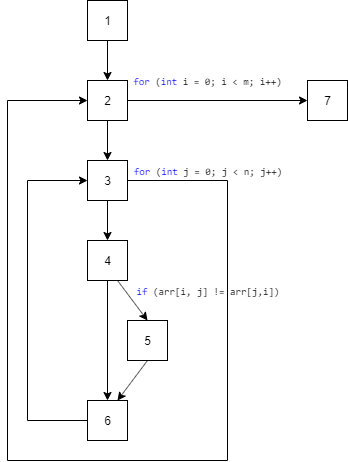 1
for (int i = 0; i < m; i++)
2
7
for (int j = 0; j < n; j++)
3
4
if (arr[i, j] != arr[j,i])
5
6